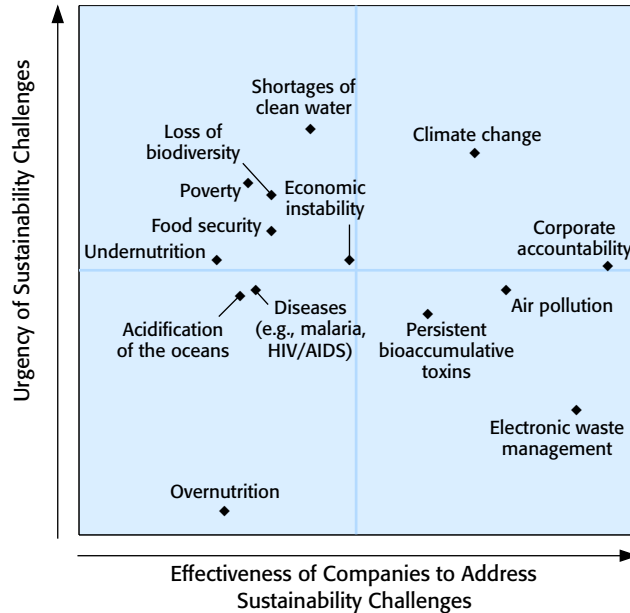 Urgency of Sustainability Challenges
Shortages of
clean water
Climate change
Loss of
biodiversity
Poverty
Economic
instability
Food security
Undernutrition
Corporate
accountability
Acidification
of the oceans
Diseases
(e.g., malaria,
HIV/AIDS)
Air pollution
Persistent
bioaccumulative
toxins
Electronic waste
management
Overnutrition
Effectiveness of Companies to Address
Sustainability Challenges